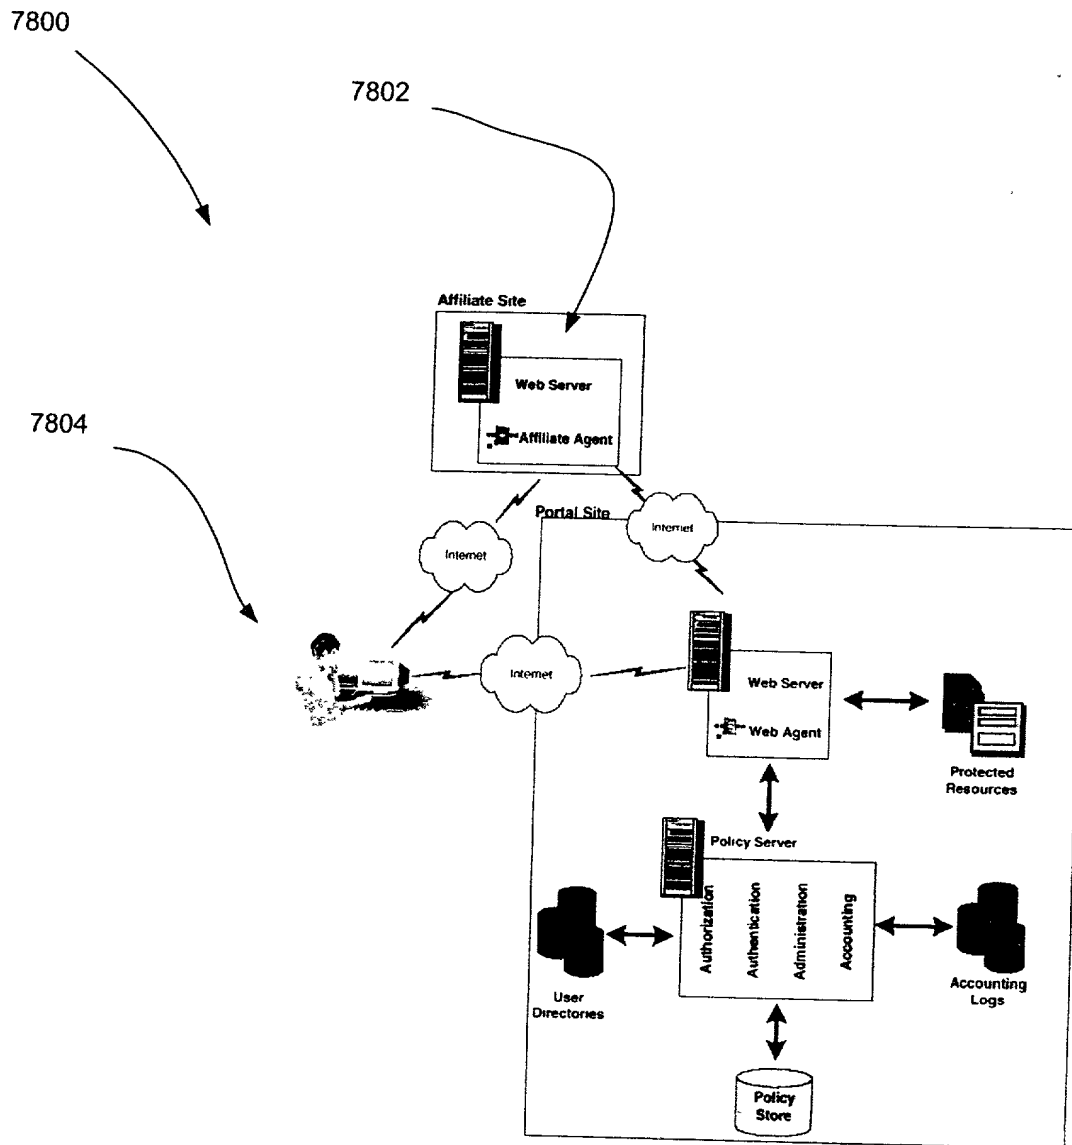 7800
7802
Affiliate Site
Web Server
7804
Affiliate Agent
Portal Site
Internet
Internet
Internet
Web Server
Web Agent
Protected
Resources
Policy Server
Authorization
Authentication
Administration
Accounting
User
Directories
Accounting
Logs
Policy
Store